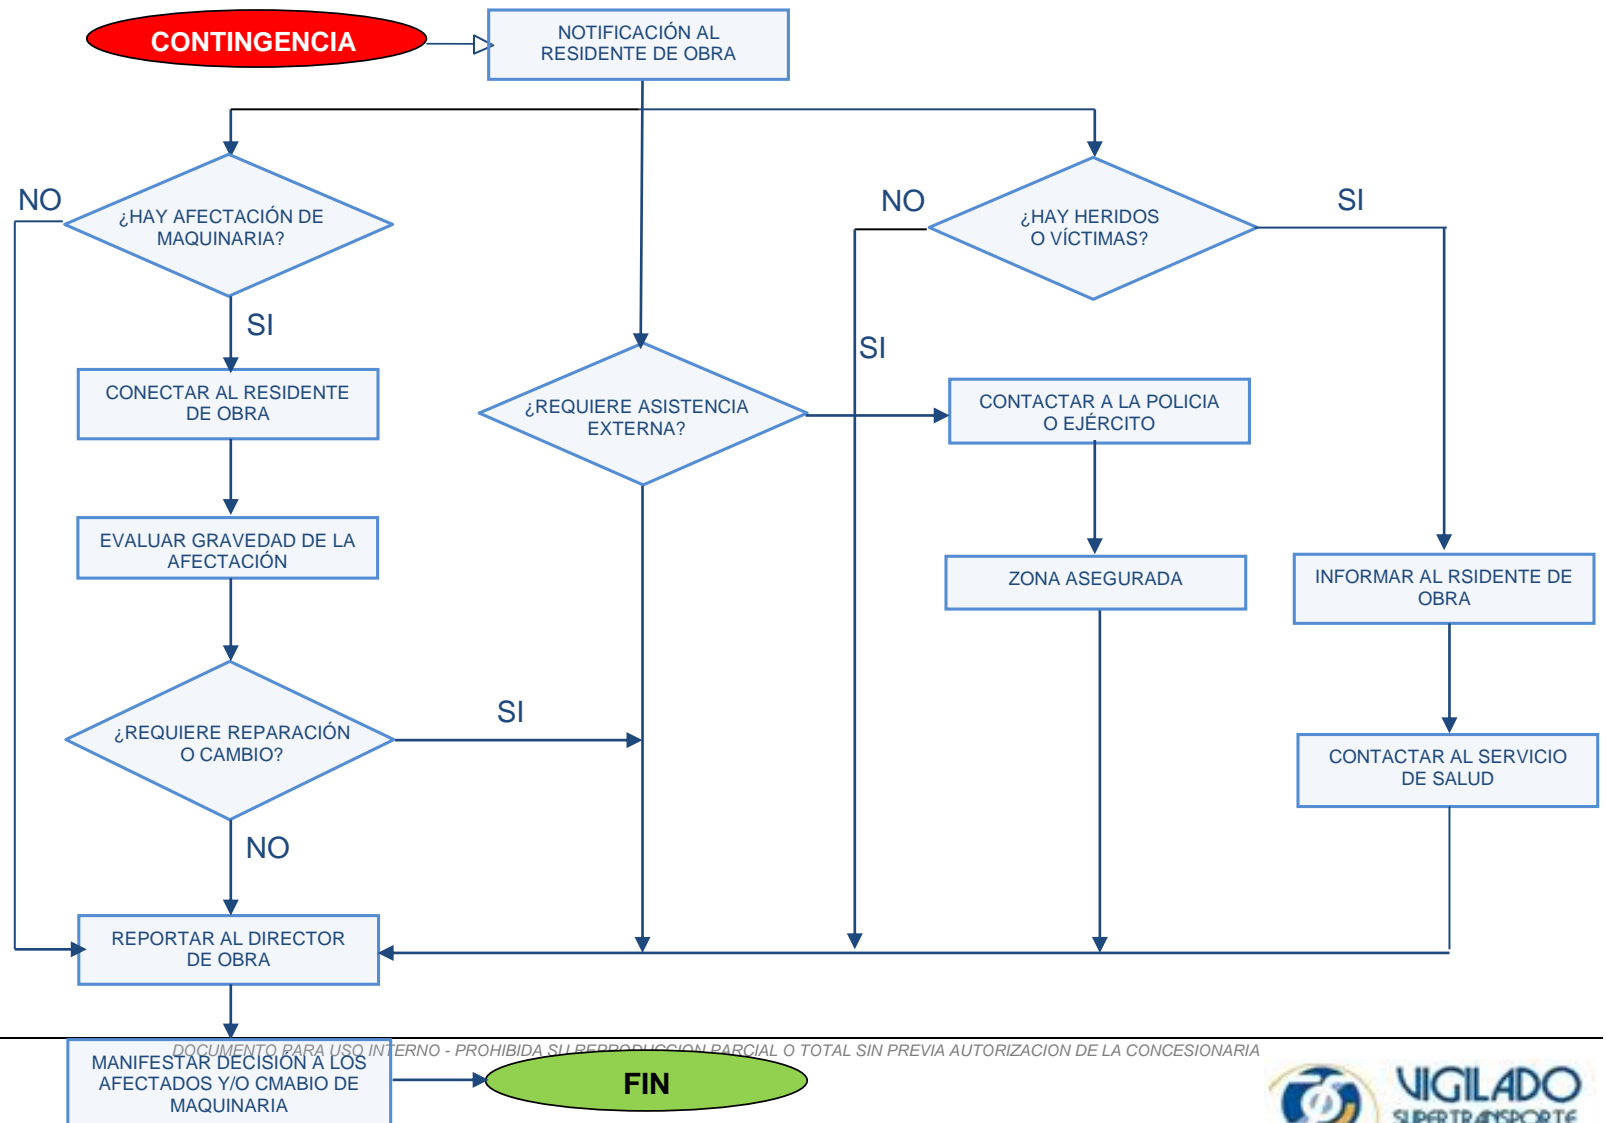 CONTINGENCIA
NOTIFICACIÓN AL
RESIDENTE DE OBRA
NO
¿HAY AFECTACIÓN DE
MAQUINARIA?
NO
¿HAY HERIDOS
O VÍCTIMAS?
SI
SI
SI
CONECTAR AL RESIDENTE
DE OBRA
¿REQUIERE ASISTENCIA
EXTERNA?
CONTACTAR A LA POLICIA
O EJÉRCITO
EVALUAR GRAVEDAD DE LA
AFECTACIÓN
ZONA ASEGURADA
INFORMAR AL RSIDENTE DE
OBRA
¿REQUIERE REPARACIÓN
O CAMBIO?
SI
CONTACTAR AL SERVICIO
DE SALUD
NO
REPORTAR AL DIRECTOR
DE OBRA
DOCUMENTO PARA USO INTERNO - PROHIBIDA SU REPRODUCCION PARCIAL O TOTAL SIN PREVIA AUTORIZACION DE LA CONCESIONARIA
MANIFESTAR DECISIÓN A LOS
AFECTADOS Y/O CMABIO DE
MAQUINARIA
FIN
VIGILADO
SUPERTRANSPORTE